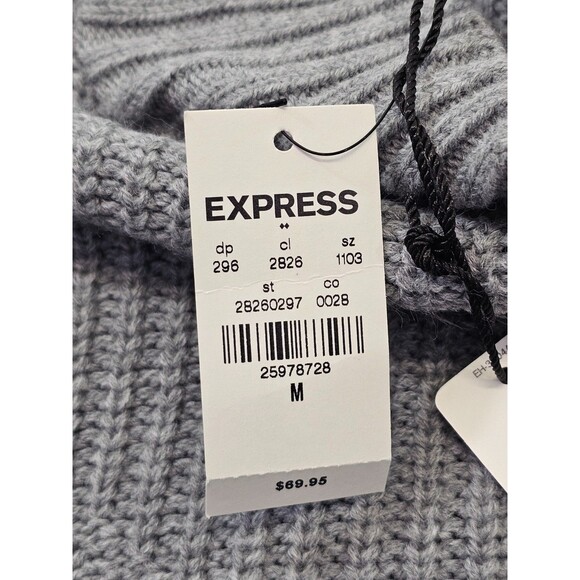 EXPRESS
dp cl sz
296 2826 1103
st co
28260297 0028
25978728
M
$69.95